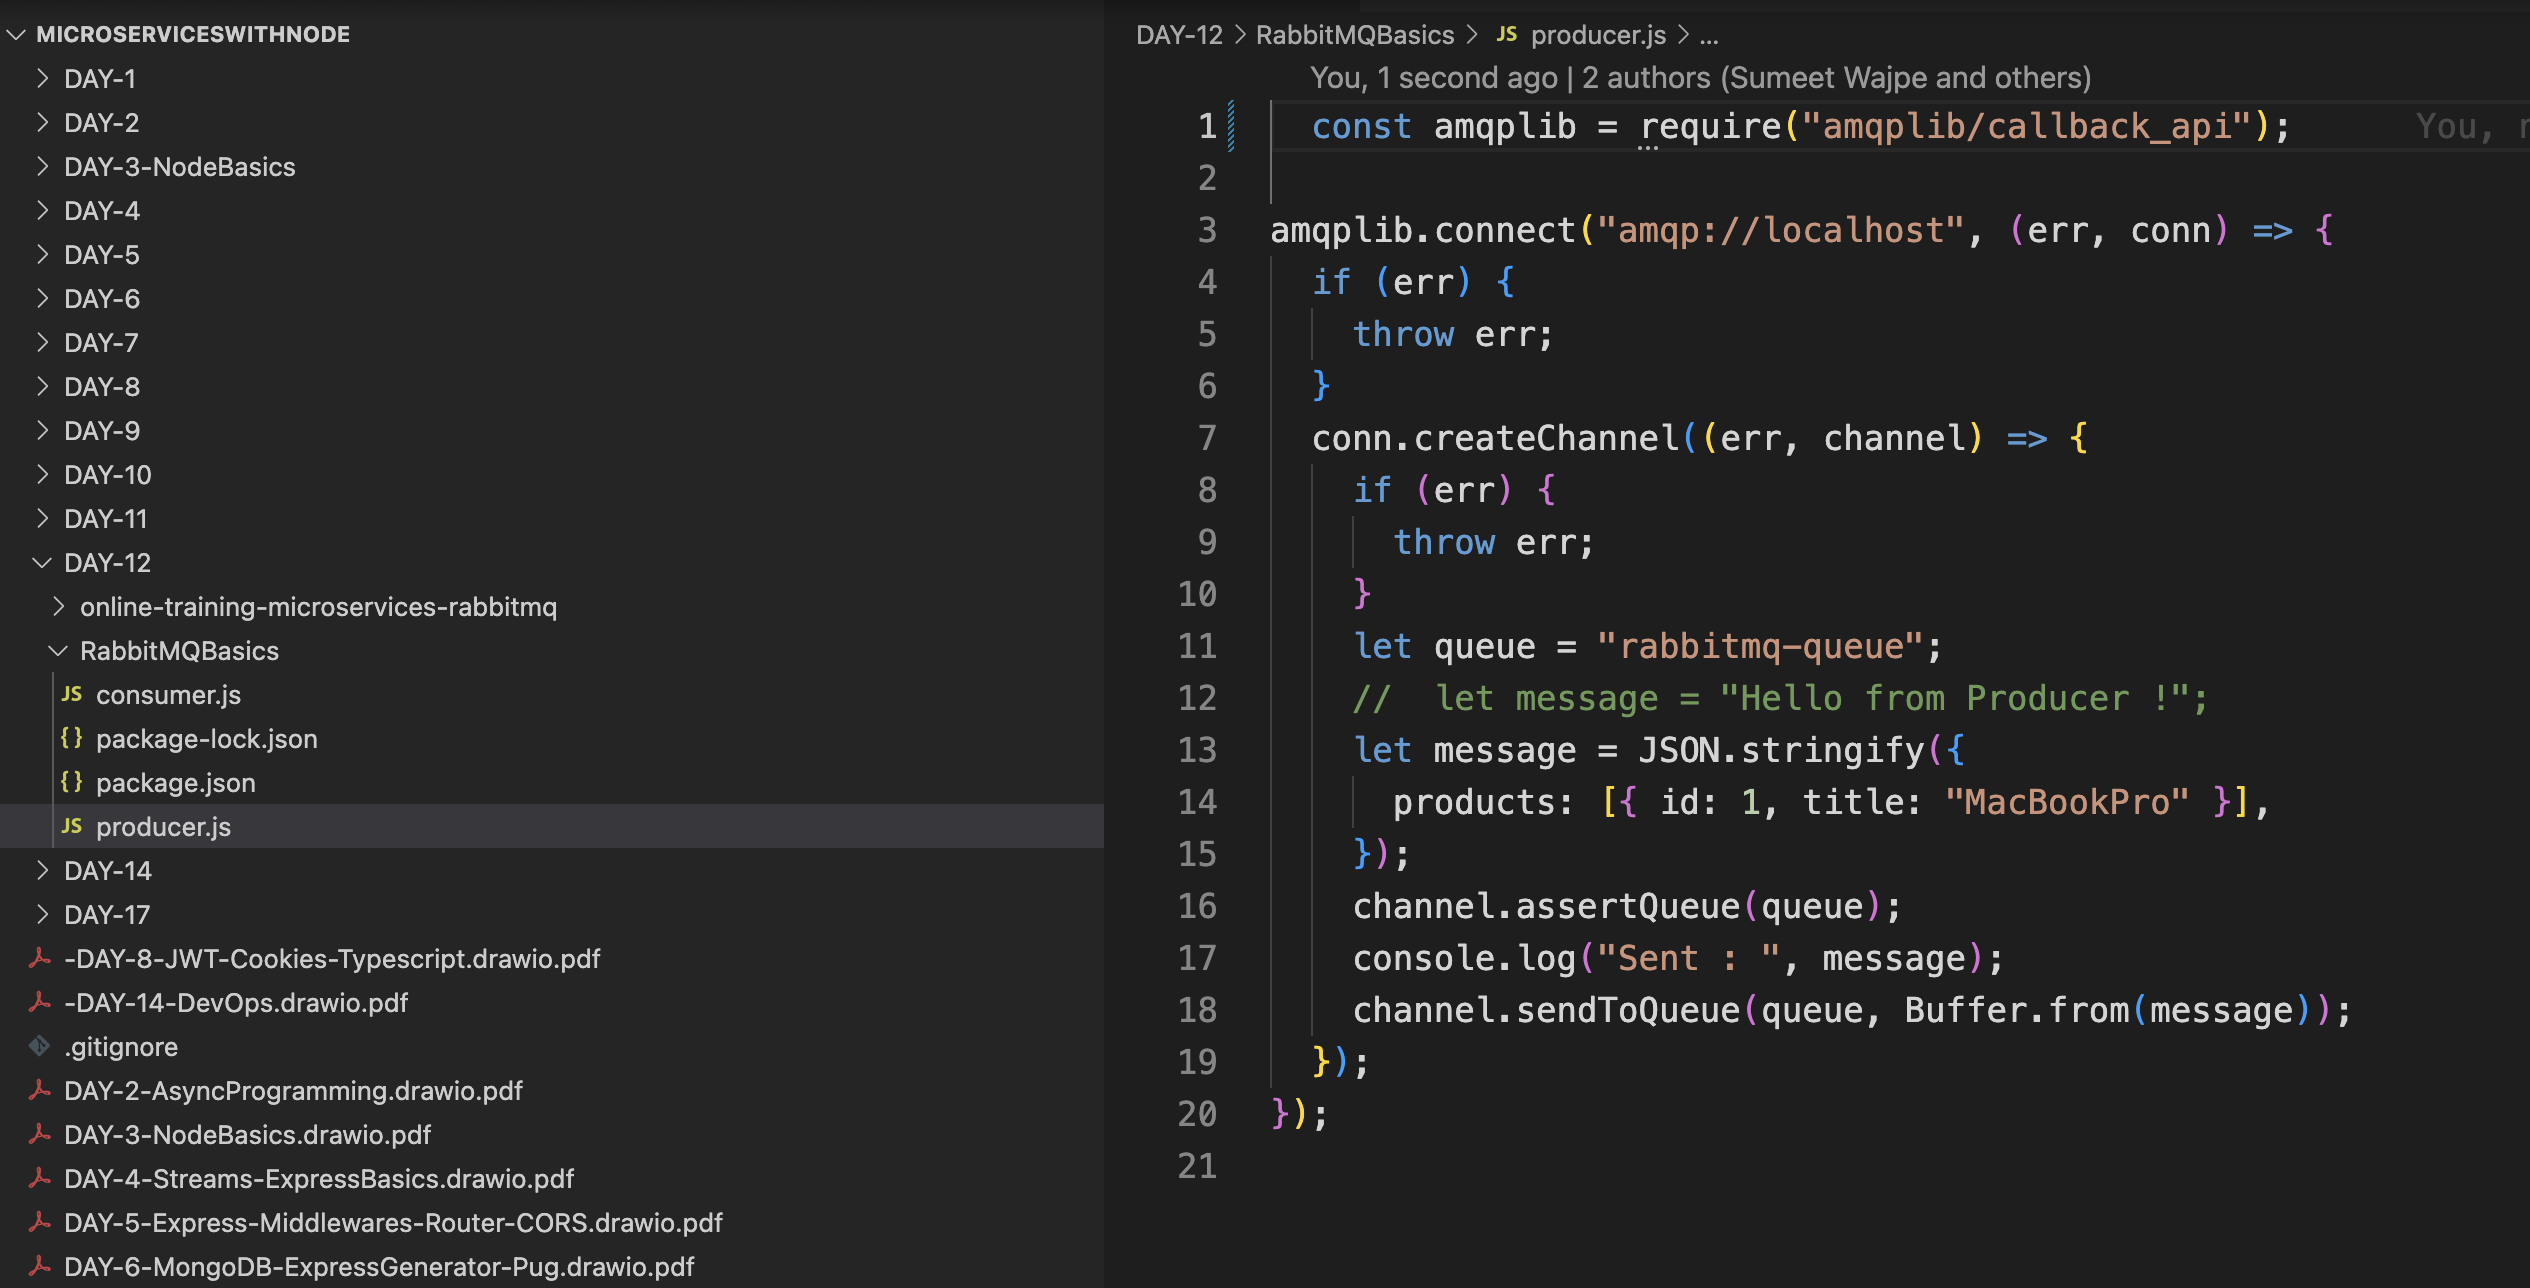 MICROSERVICESWITHNODE
DAY-1
DAY-2
DAY-3-NodeBasics
DAY-4
DAY-5
DAY-6
DAY-7
DAY-8
DAY-9
DAY-10
DAY-11
DAY-12
online-training-microservices-rabbitmq
RabbitMQBasics
JS consumer.js
{} package-lock.json
{} package.json
JS producer.js
DAY-14
DAY-17
-DAY-8-JWT-Cookies-Typescript.drawio.pdf
-DAY-14-DevOps.drawio.pdf
.gitignore
DAY-2-AsyncProgramming.drawio.pdf
DAY-3-NodeBasics.drawio.pdf
DAY-4-Streams-ExpressBasics.drawio.pdf
DAY-5-Express-Middlewares-Router-CORS.drawio.pdf
DAY-6-MongoDB-ExpressGenerator-Pug.drawio.pdf
DAY-12 > RabbitMQBasics > JS producer.js > ...
You, 1 second ago | 2 authors (Sumeet Wajpe and others)
1 const amqplib = require("amqplib/callback_api"); You,
2
3 amqplib.connect("amqp://localhost", (err, conn) => {
4 if (err) {
5 throw err;
6 }
7 conn.createChannel((err, channel) => {
8 if (err) {
9 throw err;
10 }
11 let queue = "rabbitmq-queue";
12 // let message = "Hello from Producer !";
13 let message = JSON.stringify({
14 products: [{ id: 1, title: "MacBookPro" }],
15 });
16 channel.assertQueue(queue);
17 console.log("Sent : ", message);
18 channel.sendToQueue(queue, Buffer.from(message));
19 });
20 });
21